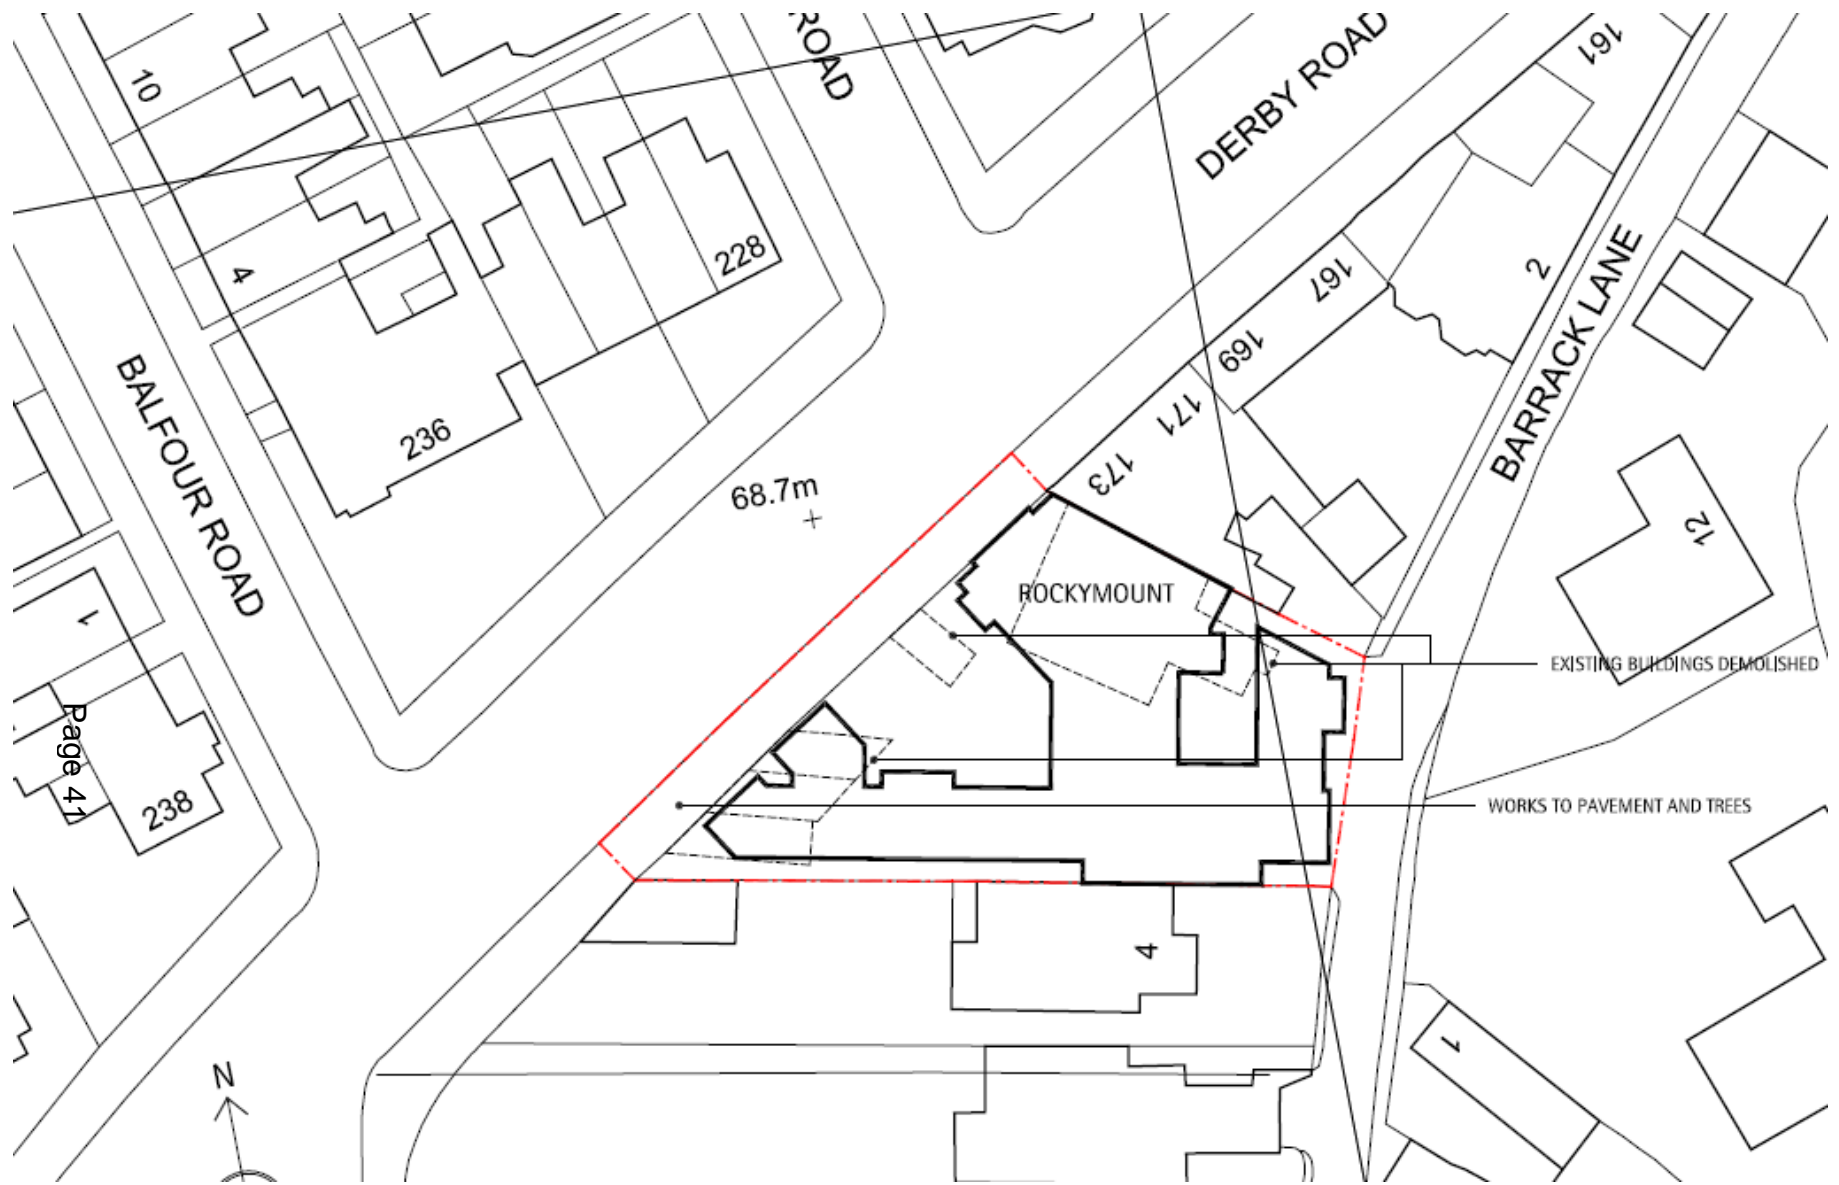 10
ROAD
DERBY ROAD
161
4
228
167
2
169
BARRACK LANE
BALFOUR ROAD
236
171
173
68.7m
12
ROCKYMOUNT
1
EXISTING BUILDINGS DEMOLISHED
Page 41
238
WORKS TO PAVEMENT AND TREES
4
1
N